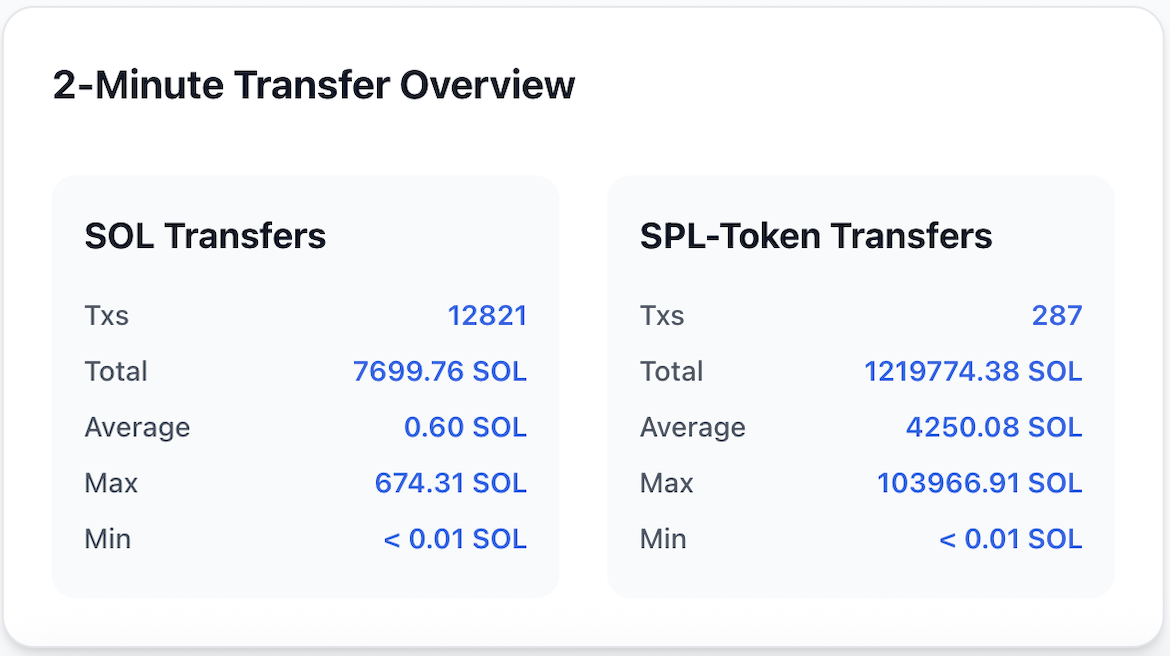 2-Minute Transfer Overview
SOL Transfers
Txs 12821
Total 7699.76 SOL
Average 0.60 SOL
Max 674.31 SOL
Min < 0.01 SOL
SPL-Token Transfers
Txs 287
Total 1219774.38 SOL
Average 4250.08 SOL
Max 103966.91 SOL
Min < 0.01 SOL